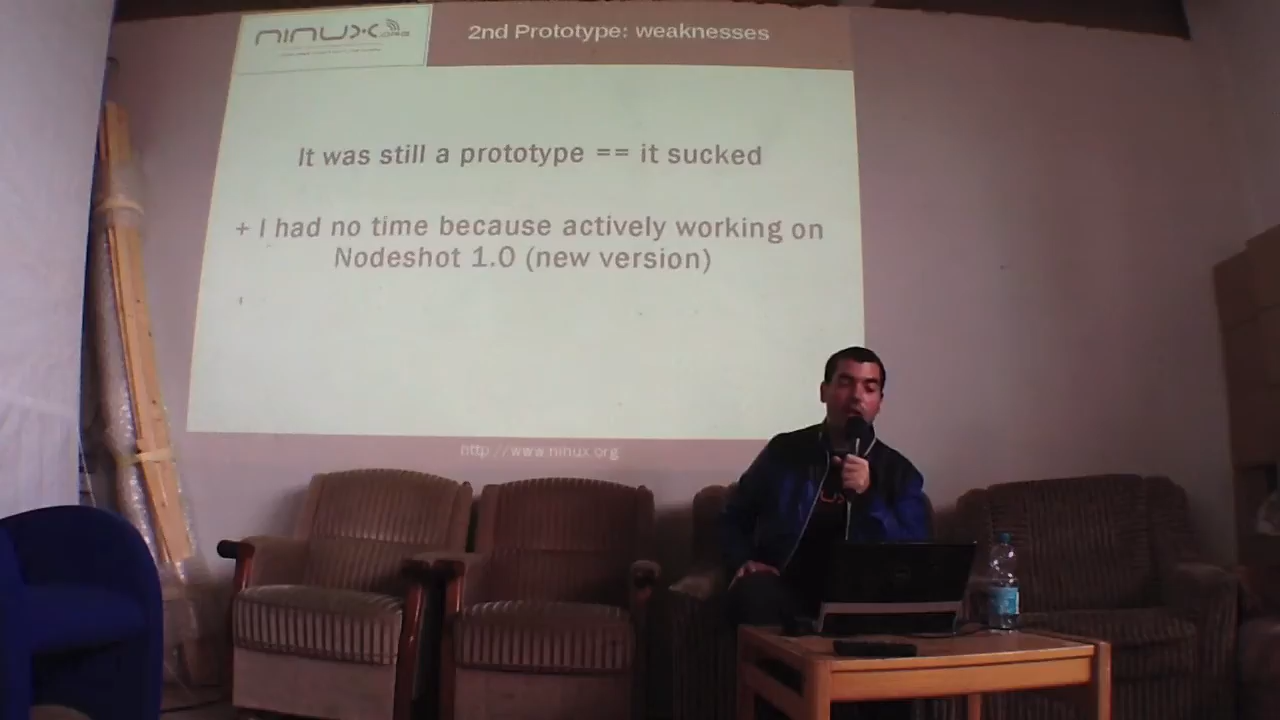 ninux.ORG
2nd Prototype: weaknesses
It was still a prototype == it sucked
+ I had no time because actively working on
Nodeshot 1.0 (new version)
http://www.ninux.org